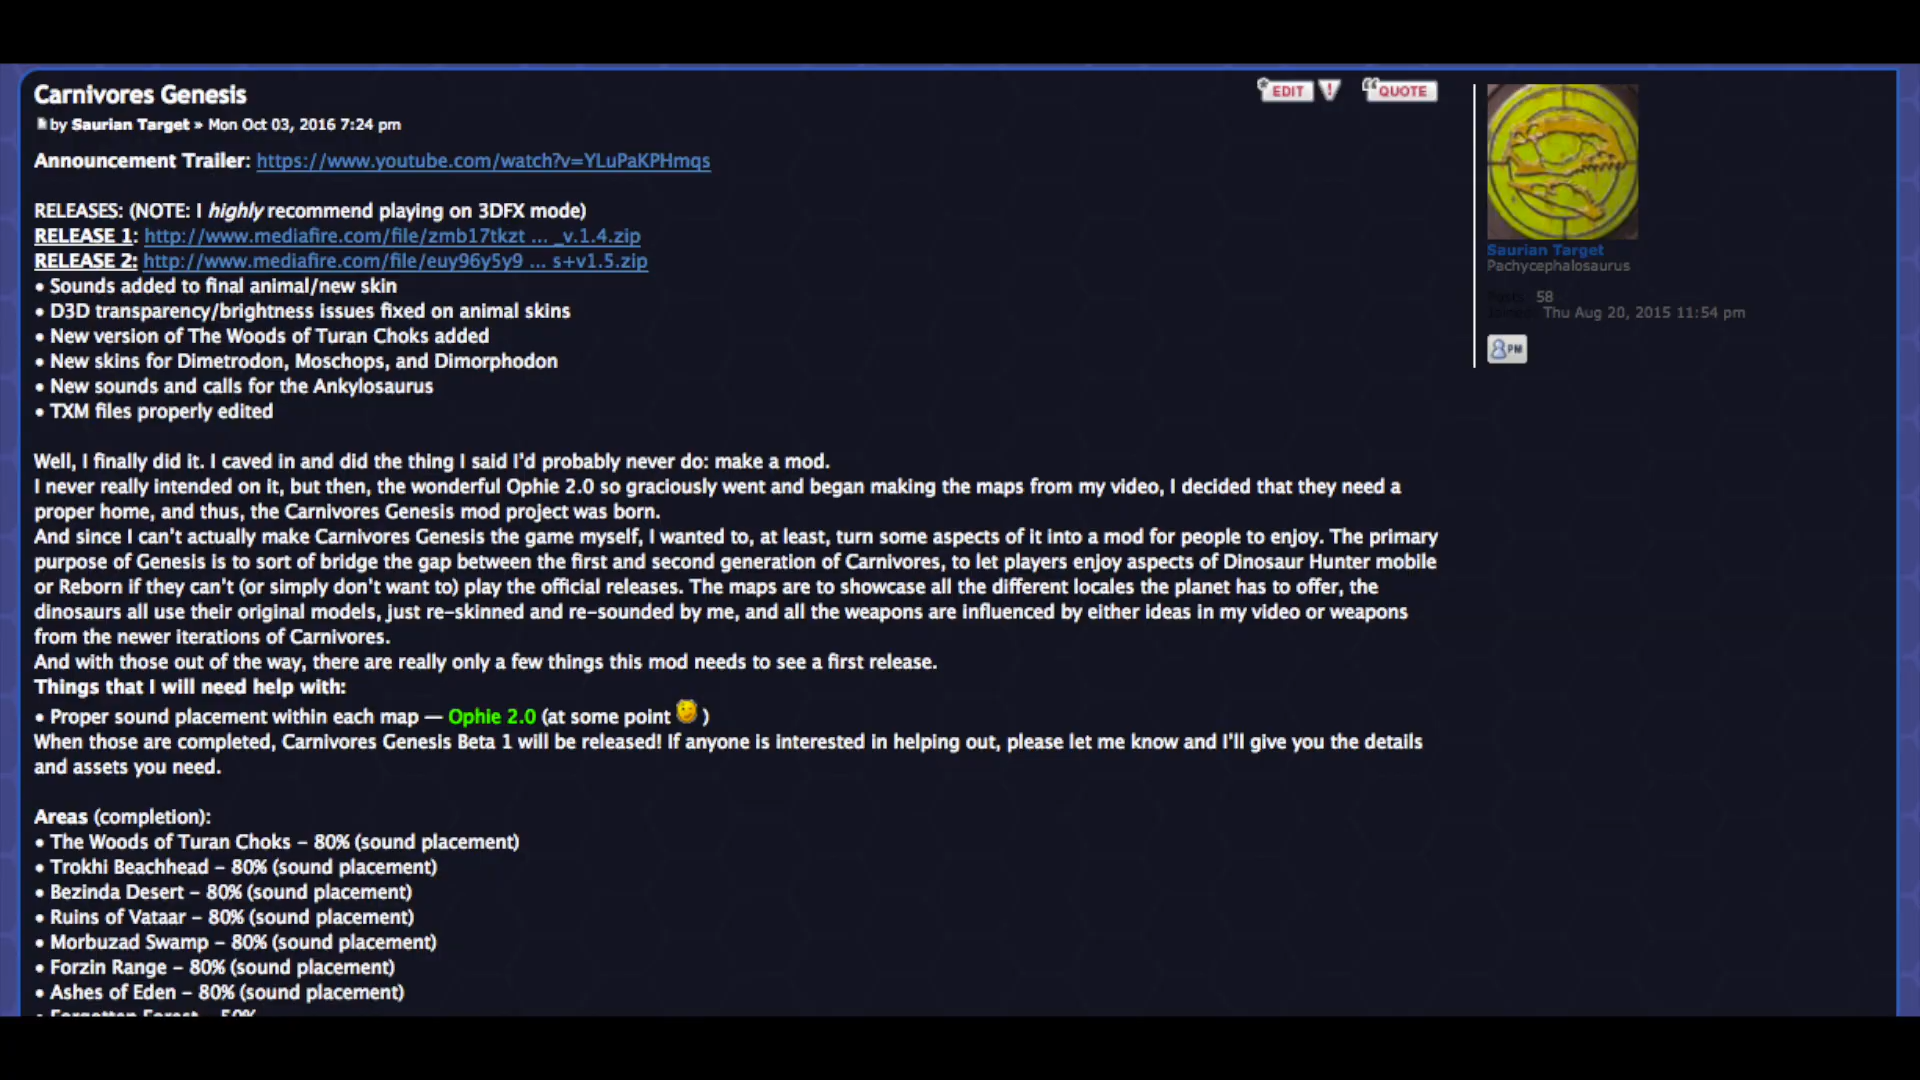 Carnivores Genesis
by Saurian Target » Mon Oct 03, 2016 7:24 pm
EDIT
QUOTE
Announcement Trailer: https://www.youtube.com/watch?v=YLuPaKPHmqs
RELEASES: (NOTE: I highly recommend playing on 3DFX mode)
RELEASE 1: http://www.mediafire.com/file/zmb17tkzt ... _v.1.4.zip
RELEASE 2: http://www.mediafire.com/file/euy96y5y9 ... s+v1.5.zip
• Sounds added to final animal/new skin
• D3D transparency/brightness issues fixed on animal skins
• New version of The Woods of Turan Choks added
• New skins for Dimetrodon, Moschops, and Dimorphodon
• New sounds and calls for the Ankylosaurus
• TXM files properly edited
Well, I finally did it. I caved in and did the thing I said I'd probably never do: make a mod.
I never really intended on it, but then, the wonderful Ophie 2.0 so graciously went and began making the maps from my video, I decided that they need a
proper home, and thus, the Carnivores Genesis mod project was born.
And since I can't actually make Carnivores Genesis the game myself, I wanted to, at least, turn some aspects of it into a mod for people to enjoy. The primary
purpose of Genesis is to sort of bridge the gap between the first and second generation of Carnivores, to let players enjoy aspects of Dinosaur Hunter mobile
or Reborn if they can't (or simply don't want to) play the official releases. The maps are to showcase all the different locales the planet has to offer, the
dinosaurs all use their original models, just re-skinned and re-sounded by me, and all the weapons are influenced by either ideas in my video or weapons
from the newer iterations of Carnivores.
And with those out of the way, there are really only a few things this mod needs to see a first release.
Things that I will need help with:
• Proper sound placement within each map — Ophie 2.0 (at some point )
When those are completed, Carnivores Genesis Beta 1 will be released! If anyone is interested in helping out, please let me know and I'll give you the details
and assets you need.
Areas (completion):
• The Woods of Turan Choks – 80% (sound placement)
• Trokhi Beachhead – 80% (sound placement)
• Bezinda Desert – 80% (sound placement)
• Ruins of Vataar – 80% (sound placement)
• Morbuzad Swamp – 80% (sound placement)
• Forzin Range – 80% (sound placement)
• Ashes of Eden – 80% (sound placement)
• Forgotten Forest – 50%
Saurian Target
Pachycephalosaurus
Posts: 58
Joined: Thu Aug 20, 2015 11:54 pm
PM